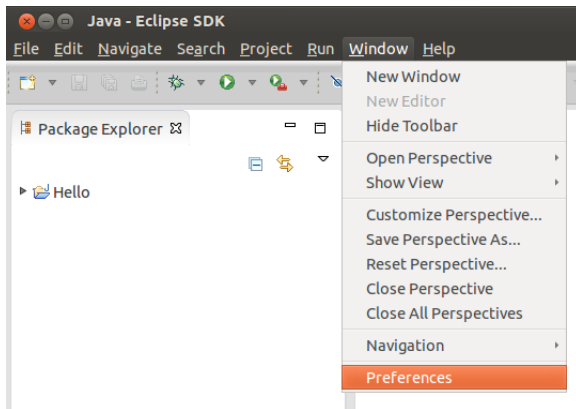 Java - Eclipse SDK
File Edit Navigate Search Project Run Window Help
New Window
New Editor
Hide Toolbar
Package Explorer
Open Perspective
Show View
Hello
Customize Perspective...
Save Perspective As...
Reset Perspective...
Close Perspective
Close All Perspectives
Navigation
Preferences